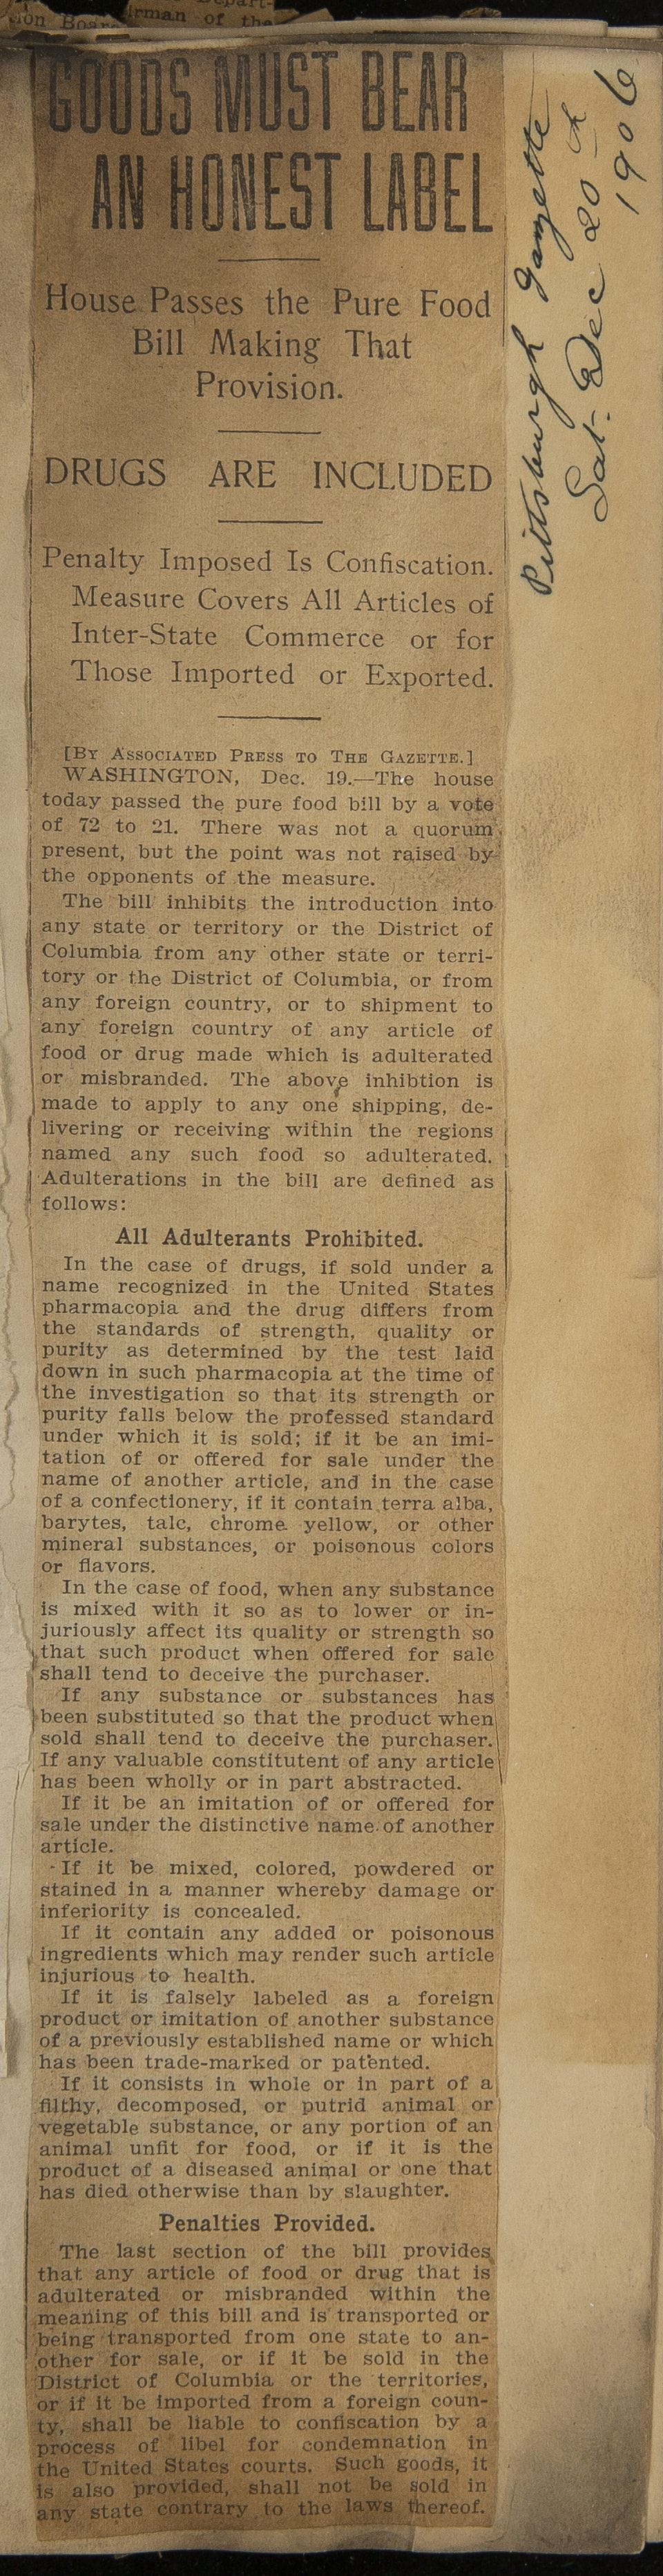 irman of the
ion Board
GOODS MUST BEAR
AN HONEST LABEL
House Passes the Pure Food
Bill Making That
Provision.
DRUGS ARE INCLUDED
Penalty Imposed Is Confiscation.
Measure Covers All Articles of
Inter-State Commerce or for
Those Imported or Exported.
[BY ASSOCIATED PRESS TO THE GAZETTE.]
WASHINGTON, Dec. 19.—The house
today passed the pure food bill by a vote
of 72 to 21. There was not a quorum
present, but the point was not raised by
the opponents of the measure.
The bill inhibits the introduction into
any state or territory or the District of
Columbia from any other state or terri-
tory or the District of Columbia, or from
any foreign country, or to shipment to
any foreign country of any article of
food or drug made which is adulterated
or misbranded. The above inhibtion is
made to apply to any one shipping, de-
livering or receiving within the regions
named any such food so adulterated.
Adulterations in the bill are defined as
follows:
All Adulterants Prohibited.
In the case of drugs, if sold under a
name recognized in the United States
pharmacopia and the drug differs from
the standards of strength, quality or
purity as determined by the test laid
down in such pharmacopia at the time of
the investigation so that its strength or
purity falls below the professed standard
under which it is sold; if it be an imi-
tation of or offered for sale under the
name of another article, and in the case
of a confectionery, if it contain terra alba,
barytes, talc, chrome yellow, or other
mineral substances, or poisonous colors
or flavors.
In the case of food, when any substance
is mixed with it so as to lower or in-
juriously affect its quality or strength so
that such product when offered for sale
shall tend to deceive the purchaser.
If any substance or substances has
been substituted so that the product when
sold shall tend to deceive the purchaser.
If any valuable constitutent of any article
has been wholly or in part abstracted.
If it be an imitation of or offered for
sale under the distinctive name of another
article.
If it be mixed, colored, powdered or
stained in a manner whereby damage or
inferiority is concealed.
If it contain any added or poisonous
ingredients which may render such article
injurious to health.
If it is falsely labeled as a foreign
product or imitation of another substance
of a previously established name or which
has been trade-marked or patented.
If it consists in whole or in part of a
filthy, decomposed, or putrid animal or
vegetable substance, or any portion of an
animal unfit for food, or if it is the
product of a diseased animal or one that
has died otherwise than by slaughter.
Penalties Provided.
The last section of the bill provides
that any article of food or drug that is
adulterated or misbranded within the
meaning of this bill and is transported or
being transported from one state to an-
other for sale, or if it be sold in the
District of Columbia or the territories,
or if it be imported from a foreign coun-
ty, shall be liable to confiscation by a
process of libel for condemnation in
the United States courts. Such goods, it
is also provided, shall not be sold in
any state contrary to the laws thereof.
Pittsburgh Gazette
Sat. Dec 20th
1906